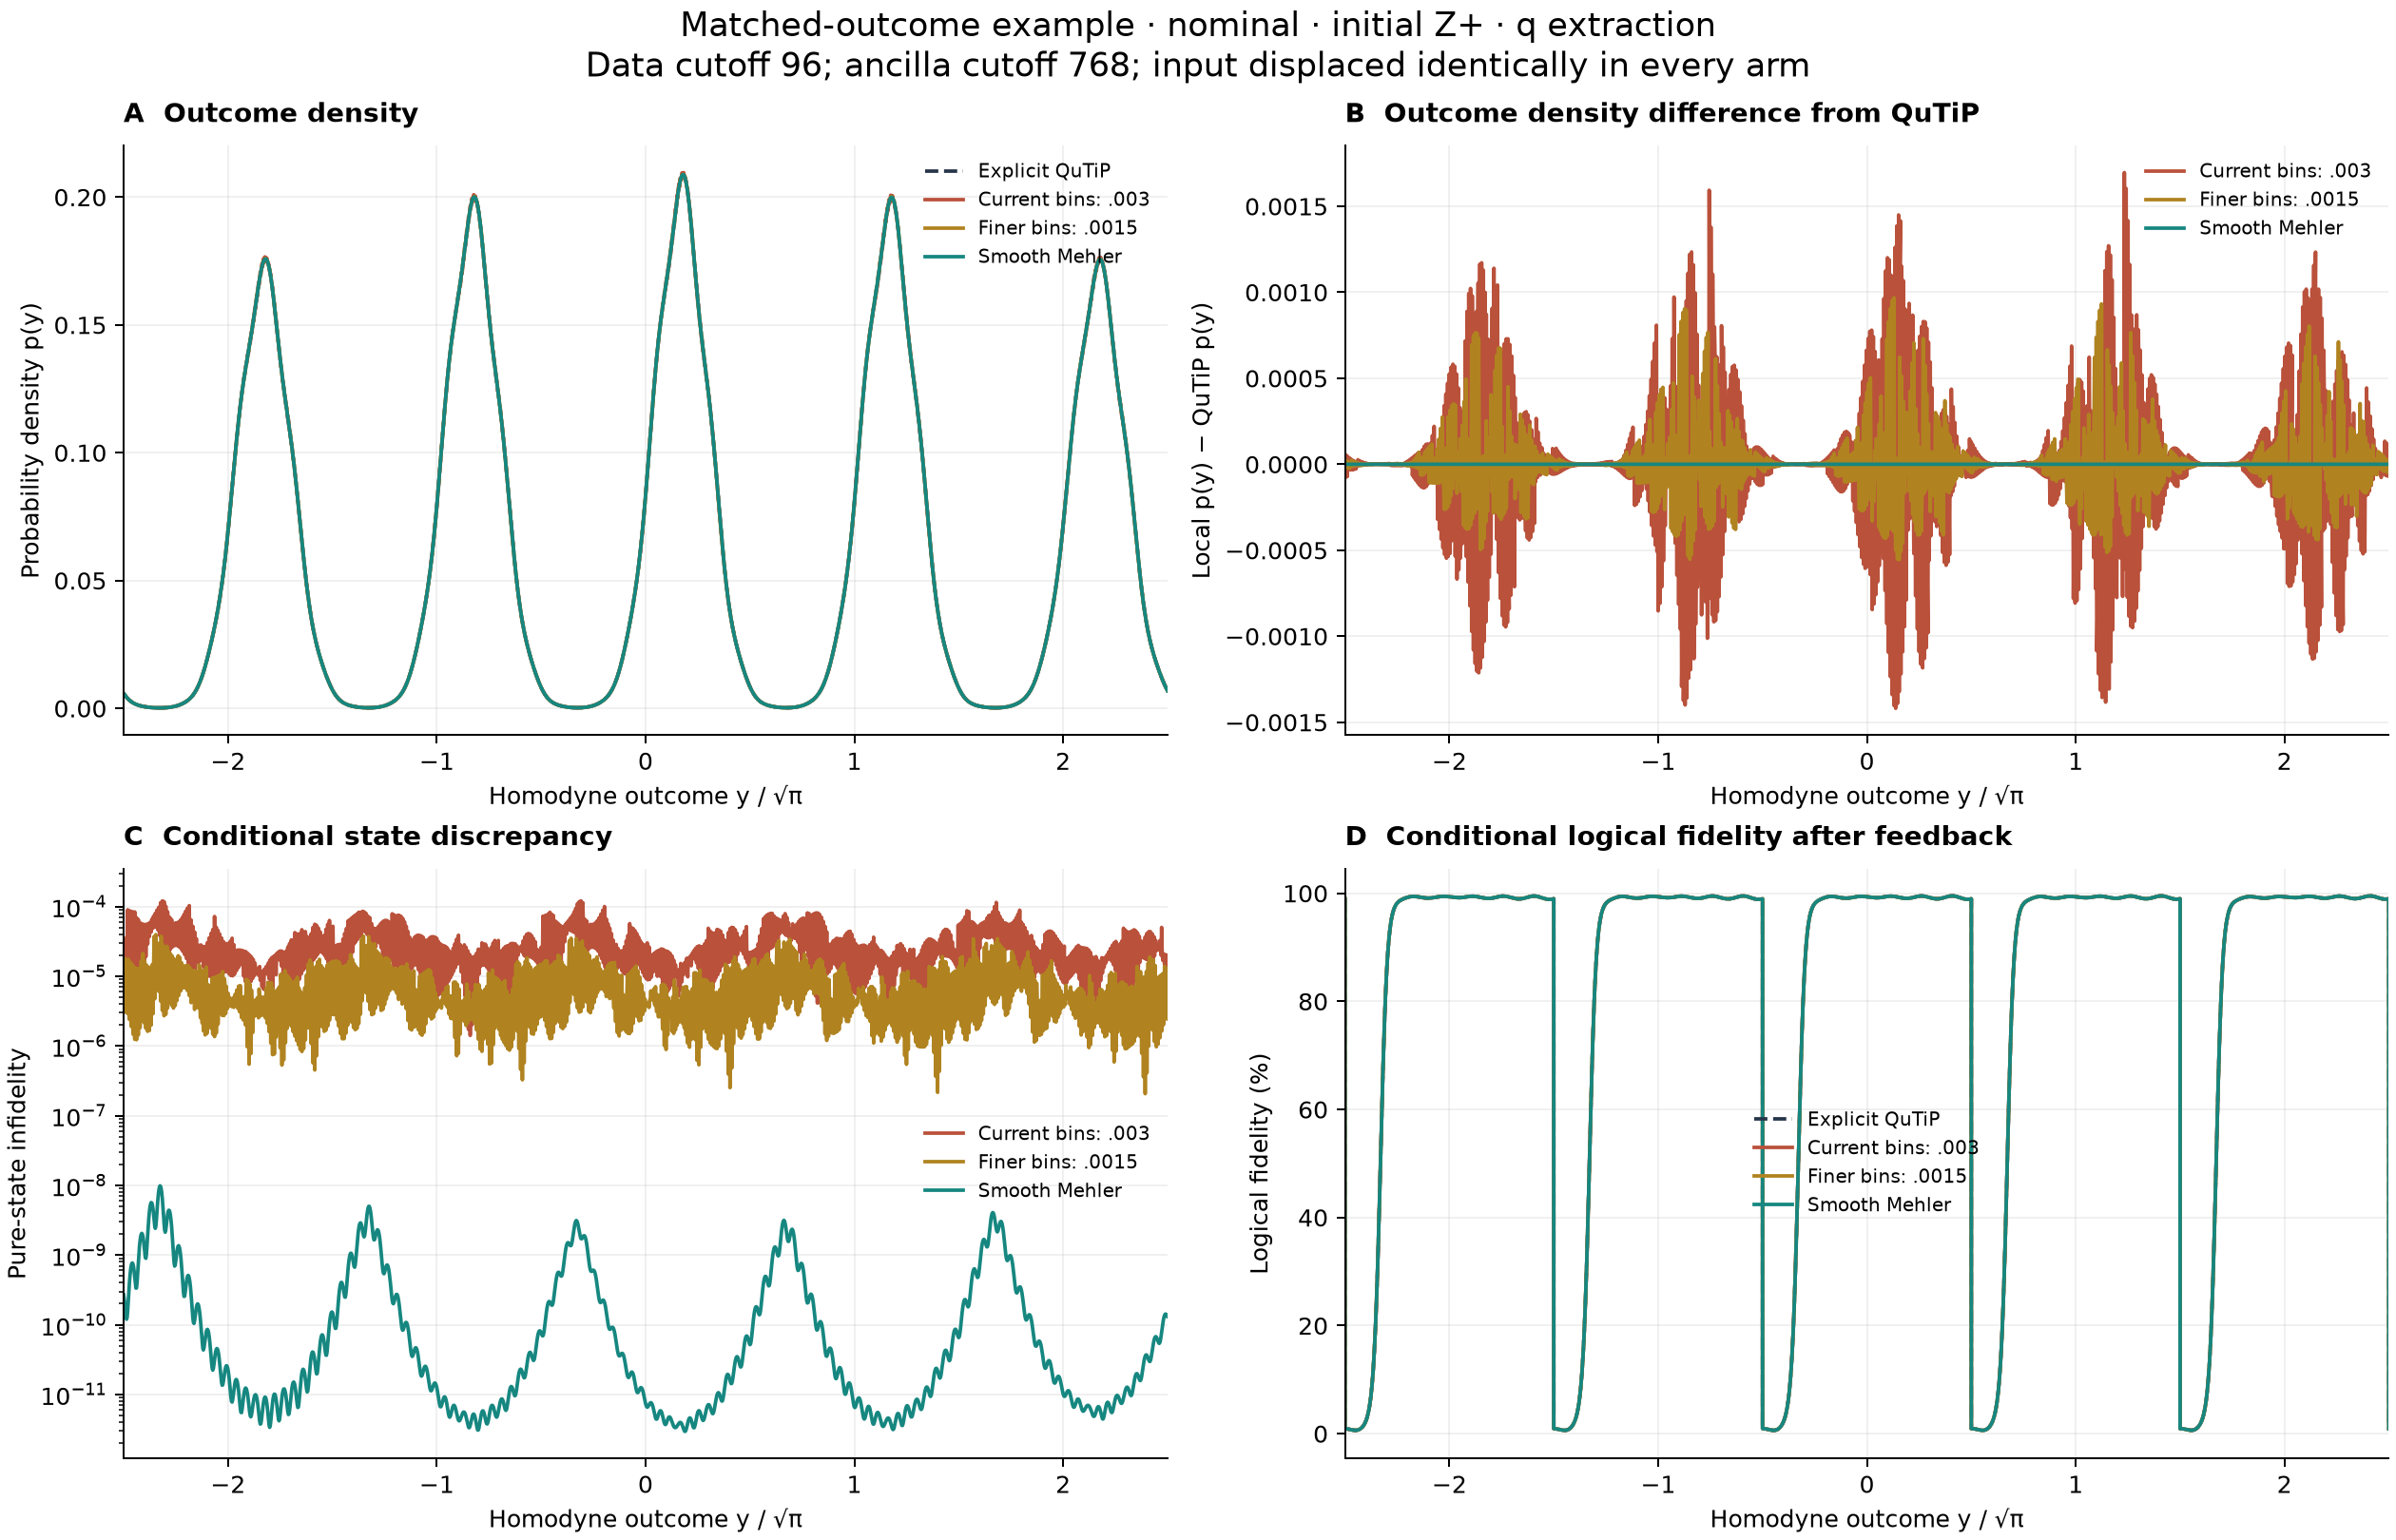 Matched-outcome example · nominal · initial Z+ · q extraction
Data cutoff 96; ancilla cutoff 768; input displaced identically in every arm
A Outcome density
Probability density p(y)
0.20
0.15
0.10
0.05
0.00
Explicit QuTiP
Current bins: .003
Finer bins: .0015
Smooth Mehler
−2
−1
0
1
2
Homodyne outcome y / √π
B Outcome density difference from QuTiP
Local p(y) − QuTiP p(y)
0.0015
0.0010
0.0005
0.0000
−0.0005
−0.0010
−0.0015
Current bins: .003
Finer bins: .0015
Smooth Mehler
−2
−1
0
1
2
Homodyne outcome y / √π
C Conditional state discrepancy
Pure-state infidelity
10⁻⁴
10⁻⁵
10⁻⁶
10⁻⁷
10⁻⁸
10⁻⁹
10⁻¹⁰
10⁻¹¹
Current bins: .003
Finer bins: .0015
Smooth Mehler
−2
−1
0
1
2
Homodyne outcome y / √π
D Conditional logical fidelity after feedback
Logical fidelity (%)
100
80
60
40
20
0
Explicit QuTiP
Current bins: .003
Finer bins: .0015
Smooth Mehler
−2
−1
0
1
2
Homodyne outcome y / √π